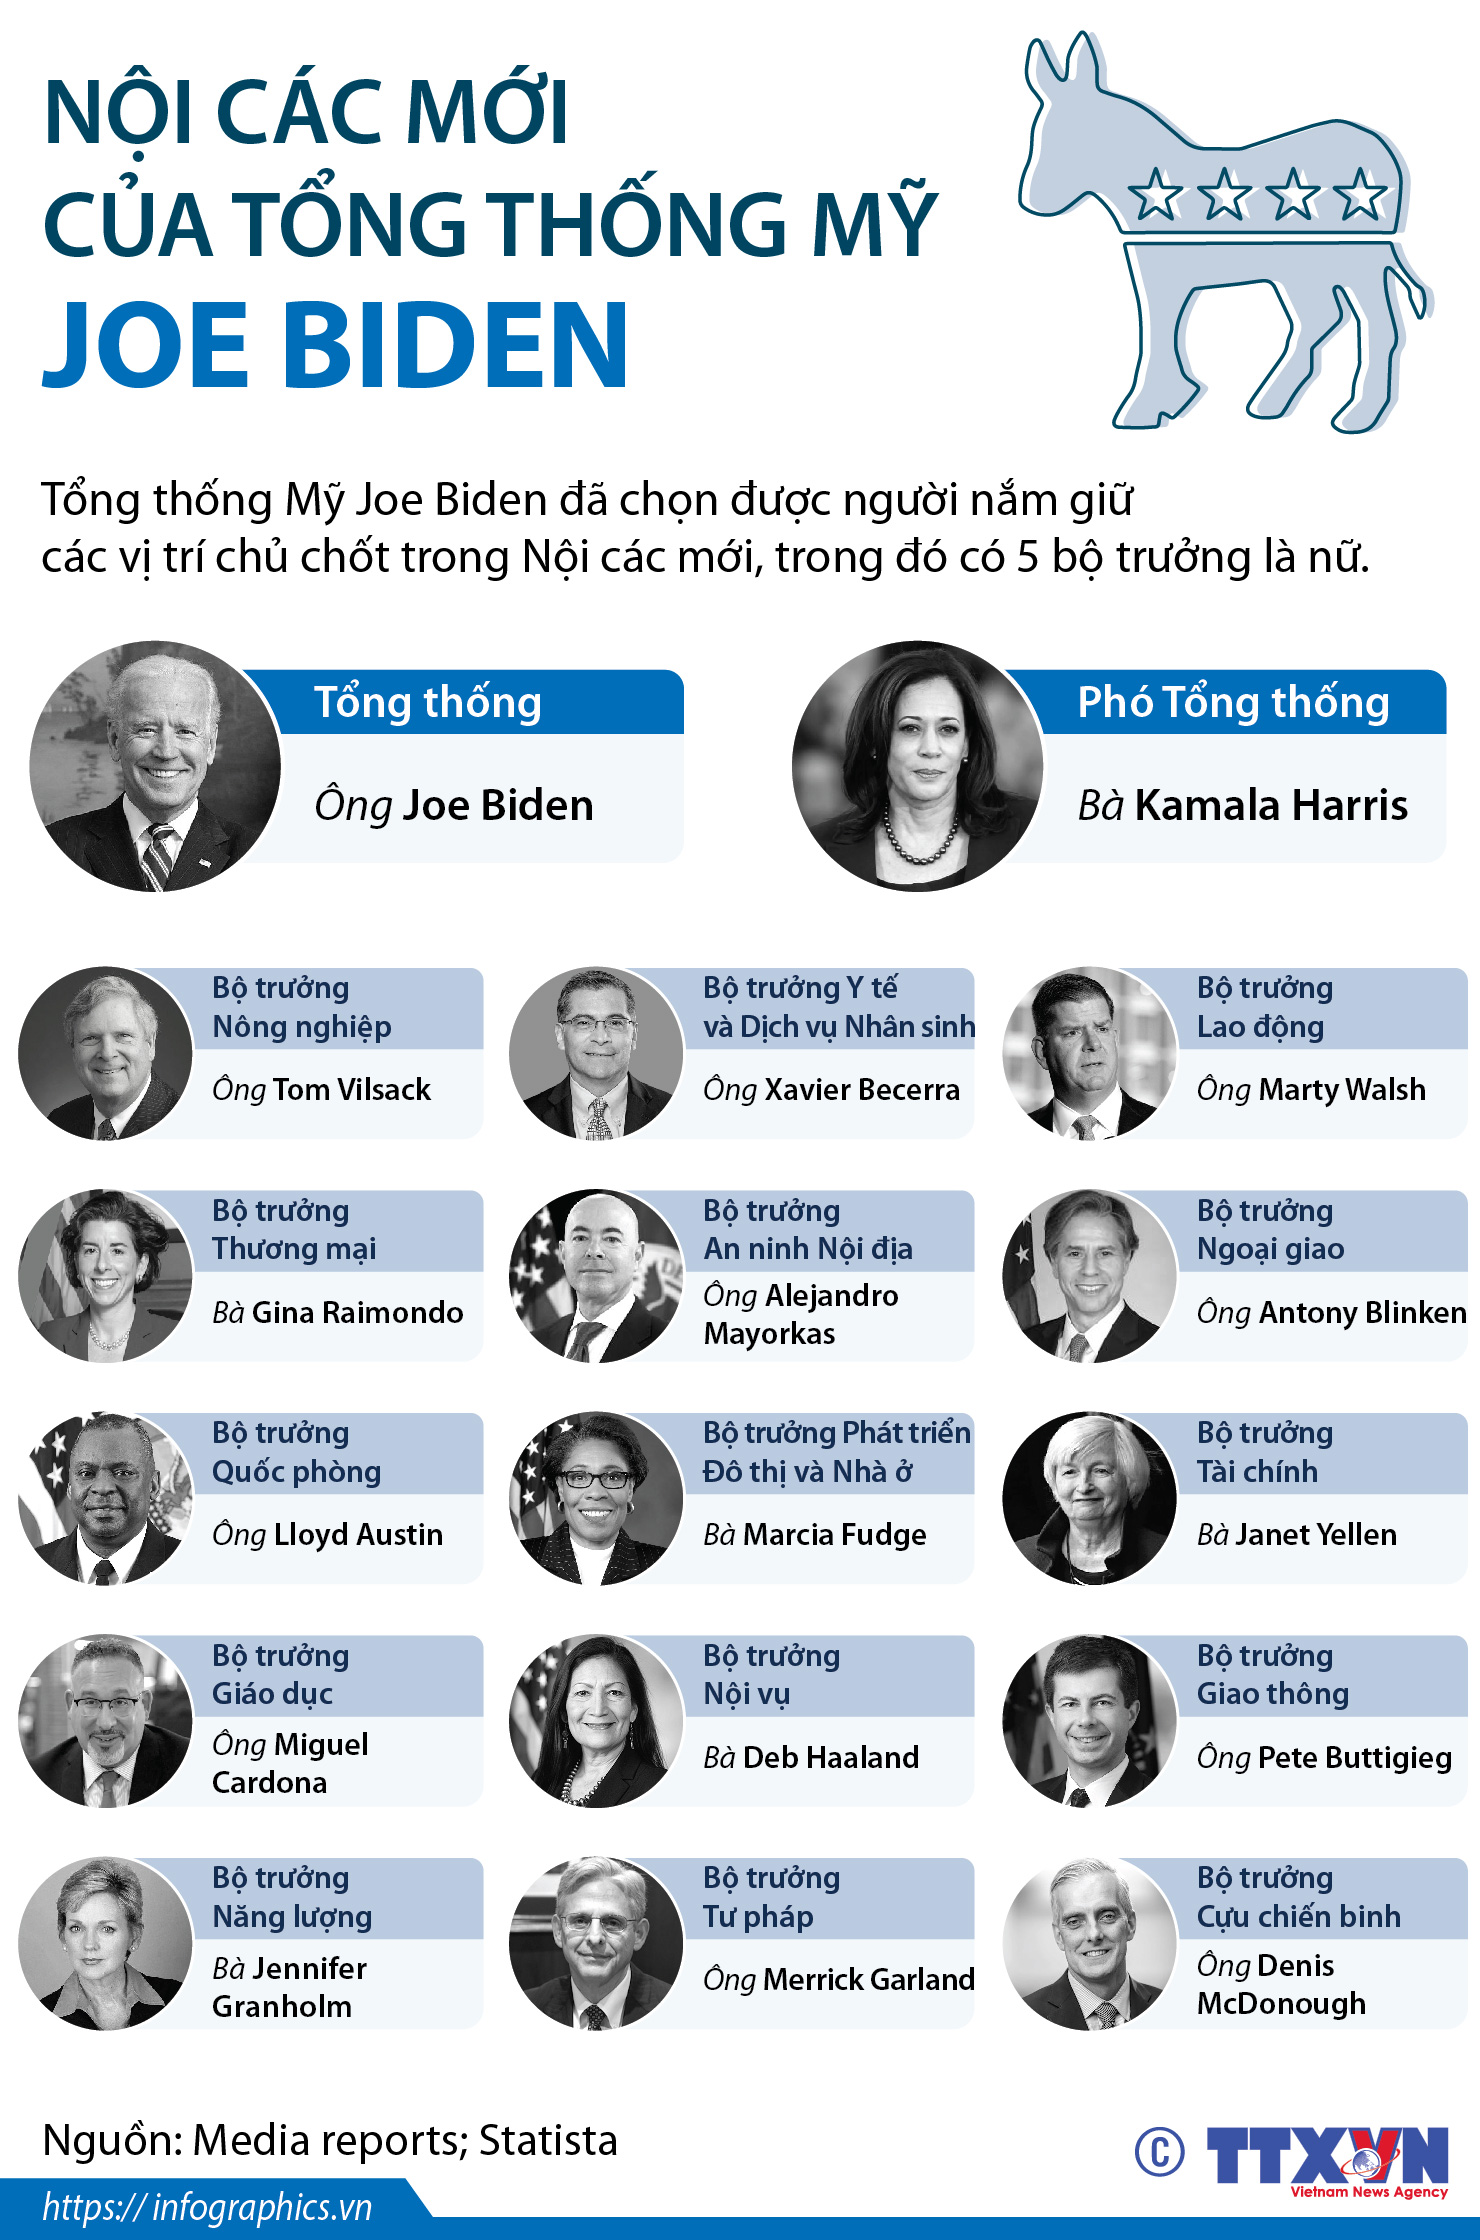 NỘI CÁC MỚI
CỦA TỔNG THỐNG MỸ
JOE BIDEN
Tổng thống Mỹ Joe Biden đã chọn được người nắm giữ
các vị trí chủ chốt trong Nội các mới, trong đó có 5 bộ trưởng là nữ.
Tổng thống
Ông Joe Biden
Phó Tổng thống
Bà Kamala Harris
Bộ trưởng
Nông nghiệp
Ông Tom Vilsack
Bộ trưởng Y tế
và Dịch vụ Nhân sinh
Ông Xavier Becerra
Bộ trưởng
Lao động
Ông Marty Walsh
Bộ trưởng
Thương mại
Bà Gina Raimondo
Bộ trưởng
An ninh Nội địa
Ông Alejandro
Mayorkas
Bộ trưởng
Ngoại giao
Ông Antony Blinken
Bộ trưởng
Quốc phòng
Ông Lloyd Austin
Bộ trưởng Phát triển
Đô thị và Nhà ở
Bà Marcia Fudge
Bộ trưởng
Tài chính
Bà Janet Yellen
Bộ trưởng
Giáo dục
Ông Miguel
Cardona
Bộ trưởng
Nội vụ
Bà Deb Haaland
Bộ trưởng
Giao thông
Ông Pete Buttigieg
Bộ trưởng
Năng lượng
Bà Jennifer
Granholm
Bộ trưởng
Tư pháp
Ông Merrick Garland
Bộ trưởng
Cựu chiến binh
Ông Denis
McDonough
Nguồn: Media reports; Statista
© TTXVN
Vietnam News Agency
https:// infographics.vn